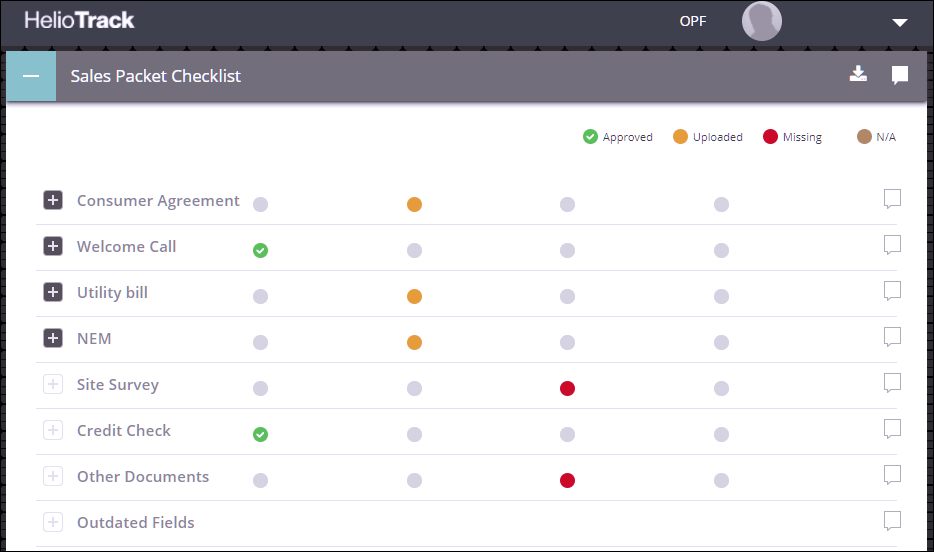 HelioTrack
OPF
Sales Packet Checklist
Approved
Uploaded
Missing
N/A
Consumer Agreement
Welcome Call
Utility bill
NEM
Site Survey
Credit Check
Other Documents
Outdated Fields